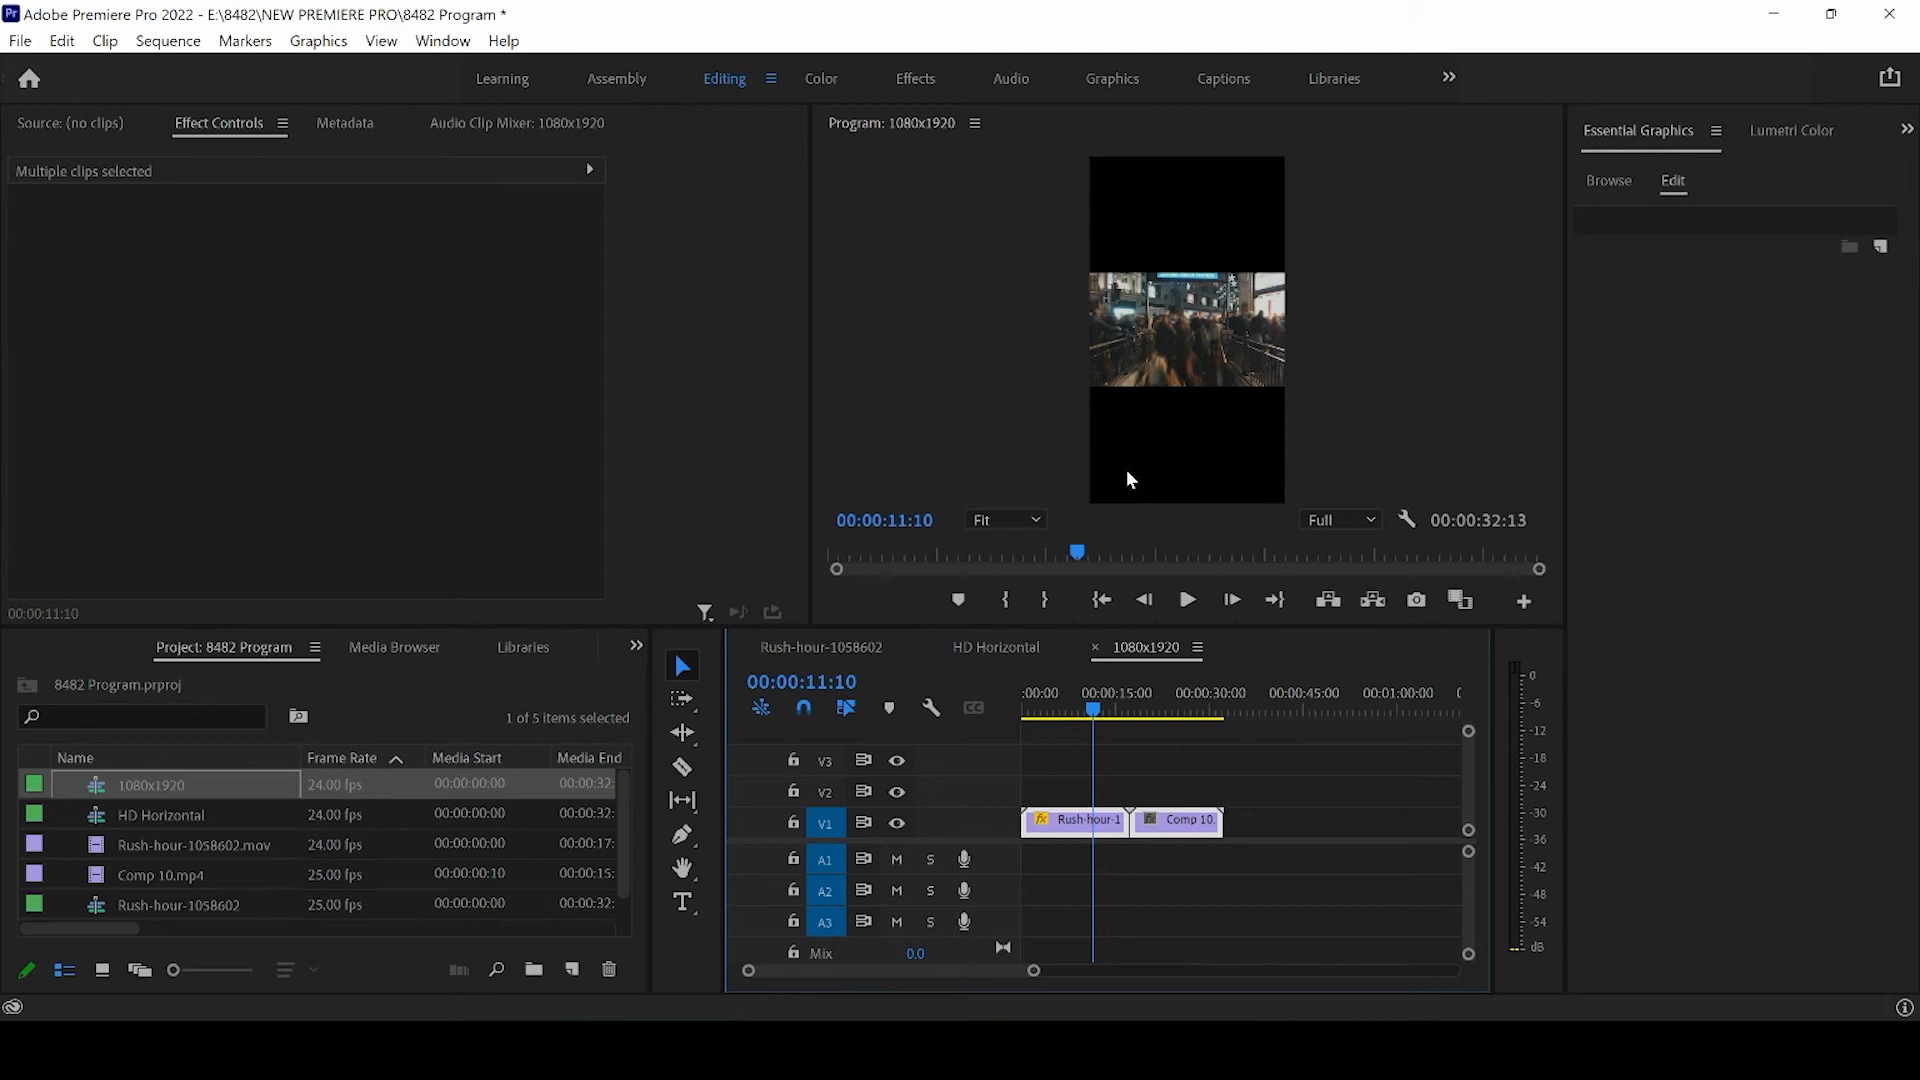 Adobe Premiere Pro 2022 - E:\8482\NEW PREMIERE PRO\8482 Program *
File Edit Clip Sequence Markers Graphics View Window Help
Learning Assembly Editing Color Effects Audio Graphics Captions Libraries
Source: (no clips) Effect Controls Metadata Audio Clip Mixer: 1080x1920
Program: 1080x1920
Essential Graphics Lumetri Color
Browse Edit
Multiple clips selected
00:00:11:10 Fit Full 00:00:32:13
00:00:11:10
Project: 8482 Program Media Browser Libraries
8482 Program.prproj
1 of 5 items selected
Name Frame Rate Media Start Media End
1080x1920 24.00 fps 00:00:00:00 00:00:32:
HD Horizontal 24.00 fps 00:00:00:00 00:00:32:
Rush-hour-1058602.mov 24.00 fps 00:00:00:00 00:00:17:
Comp 10.mp4 25.00 fps 00:00:00:10 00:00:15:
Rush-hour-1058602 25.00 fps 00:00:00:00 00:00:32:
Rush-hour-1058602 HD Horizontal × 1080x1920
00:00:11:10
:00:00 00:00:15:00 00:00:30:00 00:00:45:00 00:01:00:00
CC
V3
V2
V1 fx Rush-hour-1 fx Comp 10.
A1 M S
A2 M S
A3 M S
Mix 0.0
0
-6
-12
-18
-24
-30
-36
-42
-48
-54
dB